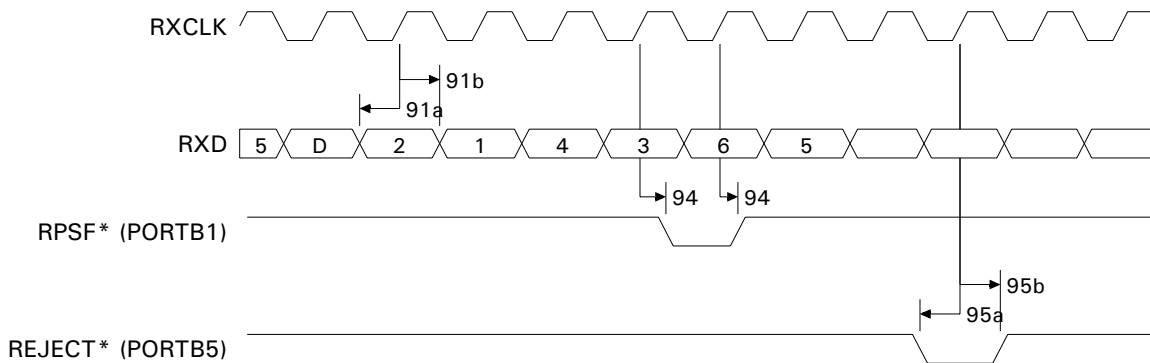 RXCLK
91b
91a
RXD 5 D 2 1 4 3 6 5
94 94
RPSF* (PORTB1)
95b
95a
REJECT* (PORTB5)